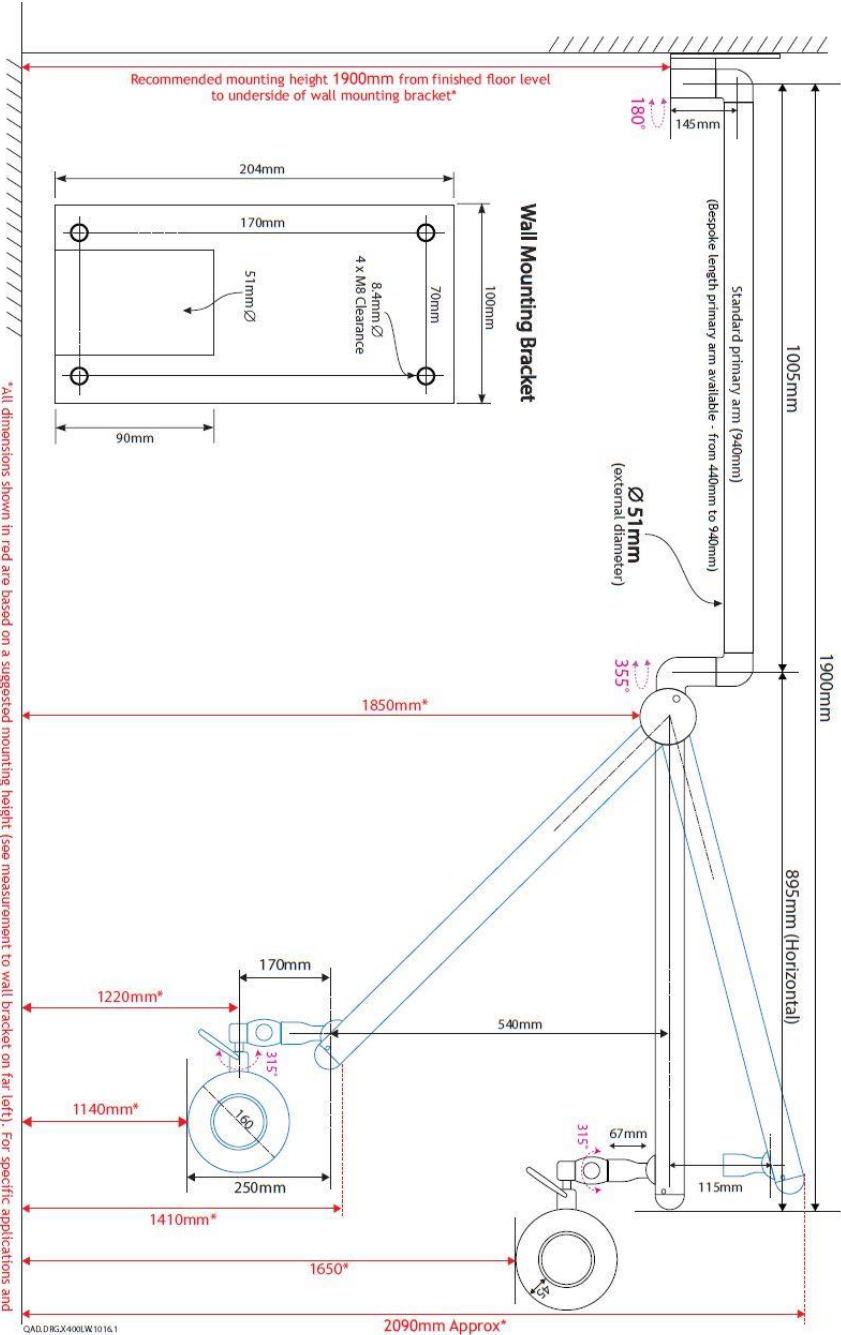 1900mm
1005mm
895mm (Horizontal)
Standard primary arm (940mm)
(Bespoke length primary arm available - from 440mm to 940mm)
145mm
180°
Recommended mounting height 1900mm from finished floor level
to underside of wall mounting bracket*
Ø 51mm
(external diameter)
355°
Wall Mounting Bracket
204mm
170mm
100mm
70mm
8.4mm Ø
4 x M8 Clearance
51mm Ø
90mm
1850mm*
540mm
115mm
67mm
315°
45
170mm
315°
160
250mm
1220mm*
1140mm*
1410mm*
1650*
2090mm Approx*
*All dimensions shown in red are based on a suggested mounting height (see measurement to wall bracket on far left). For specific applications and
QAD.DRG.X400LW.1016.1